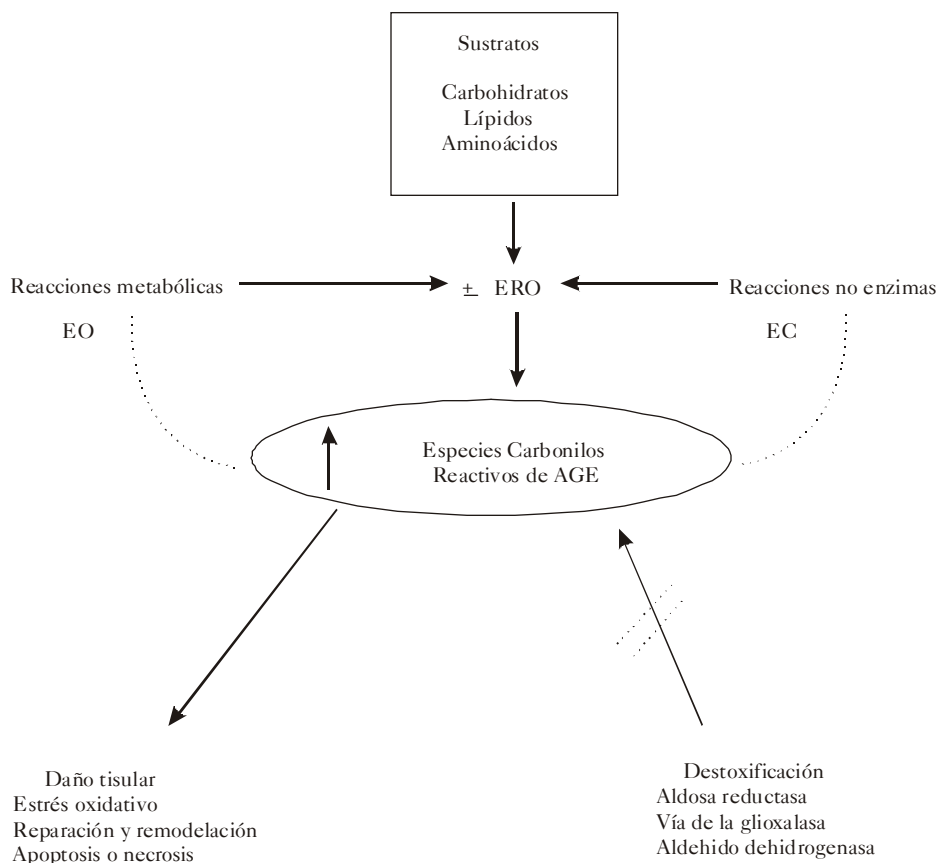 Sustratos
Carbohidratos
Lípidos
Aminoácidos
Reacciones metabólicas
± ERO
Reacciones no enzimas
EO
EC
Especies Carbonilos
Reactivos de AGE
Daño tisular
Estrés oxidativo
Reparación y remodelación
Apoptosis o necrosis
Destoxificación
Aldosa reductasa
Vía de la glioxalasa
Aldehido dehidrogenasa